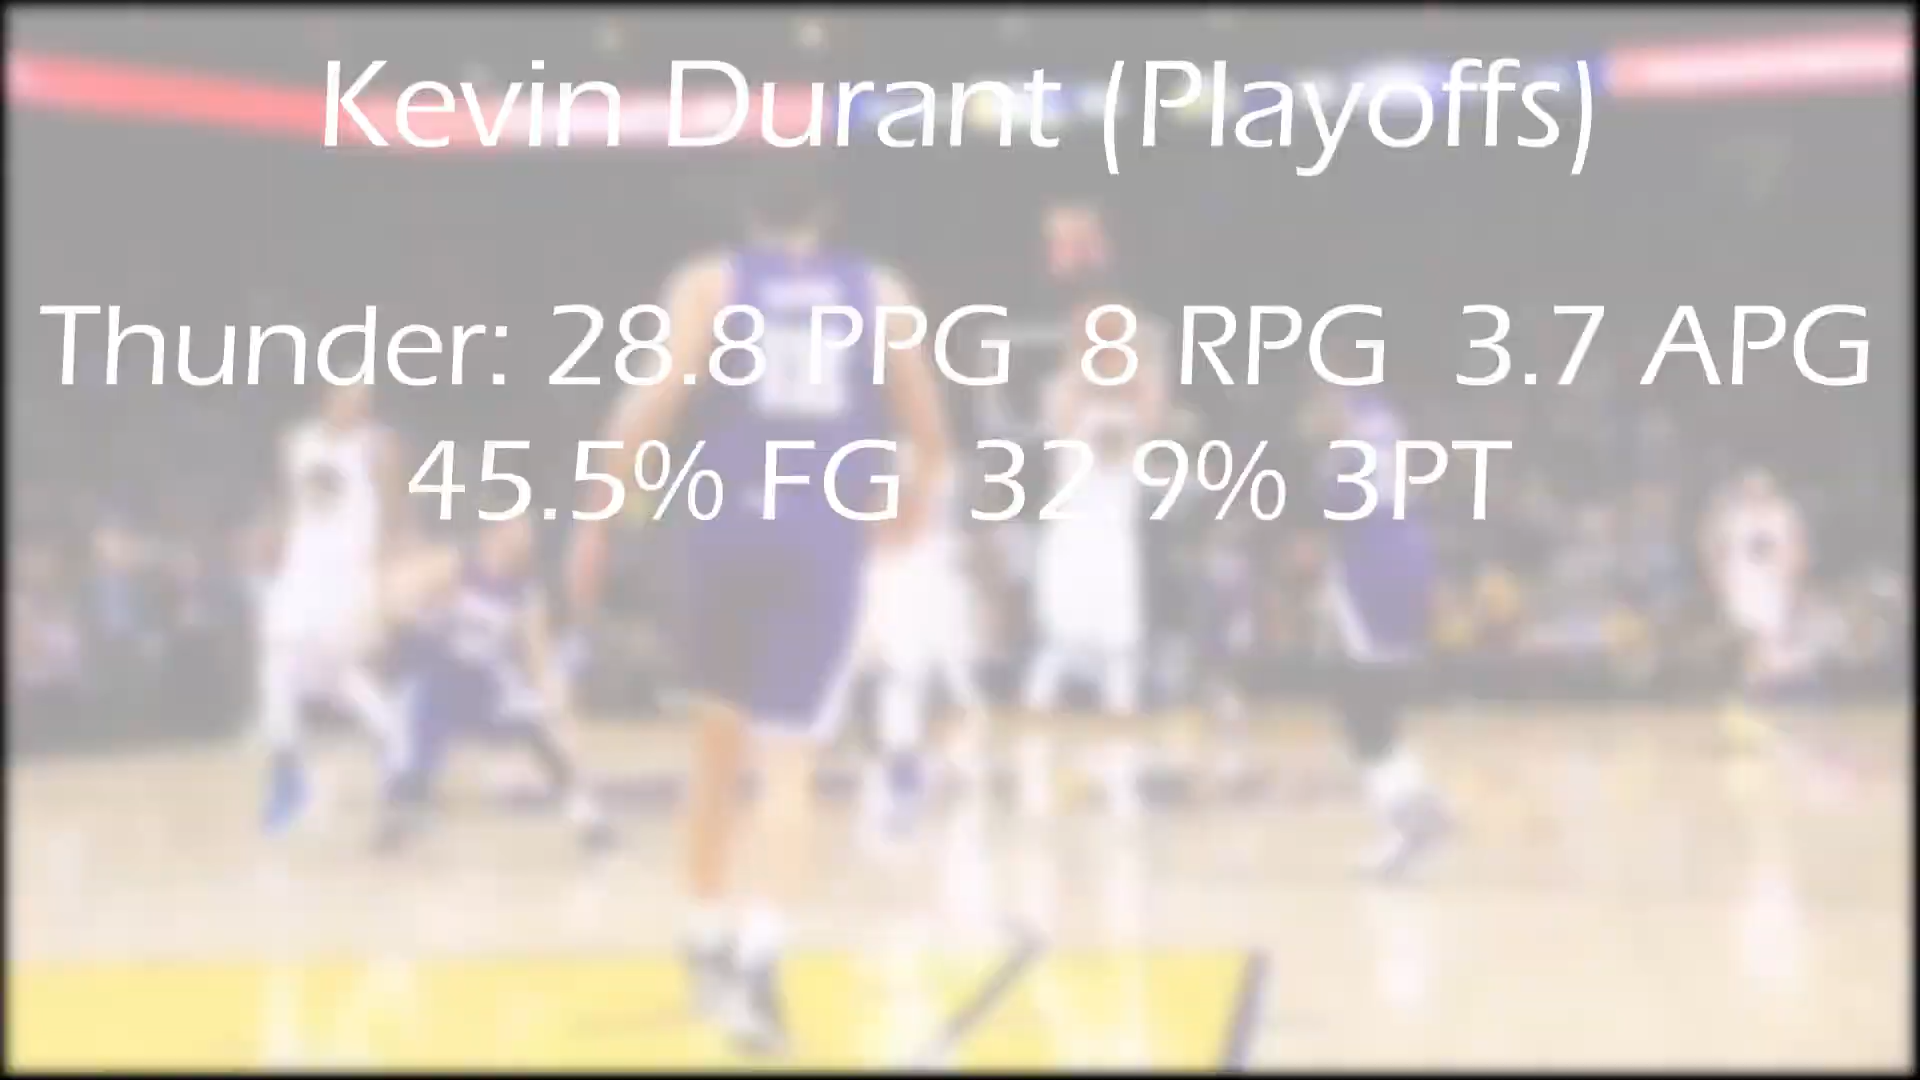 Kevin Durant (Playoffs)
Thunder: 28.8 PPG 8 RPG 3.7 APG
45.5% FG 32.9% 3PT